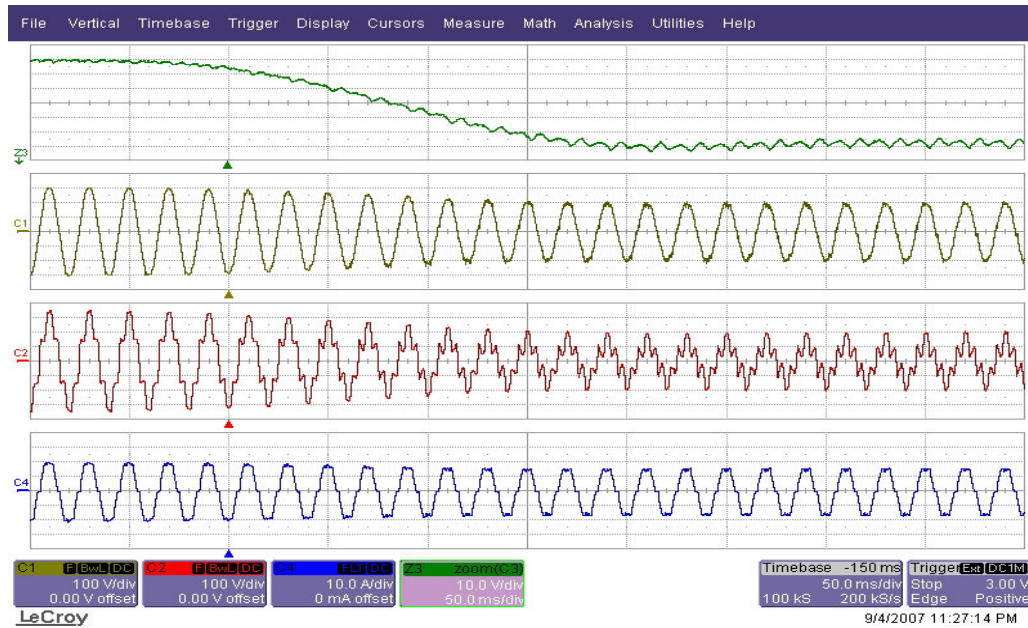 File Vertical Timebase Trigger Display Cursors Measure Math Analysis Utilities Help
Z3
C1
C2
C4
C1 F BwL DC
100 V/div
0.00 V offset
C2 F BwL DC
100 V/div
0.00 V offset
C4 FLT DC
10.0 A/div
0 mA offset
Z3 zoom(C3)
10.0 V/div
50.0 ms/div
Timebase -150 ms
50.0 ms/div
100 kS 200 kS/s
Trigger Ext DC1M
Stop 3.00 V
Edge Positive
LeCroy
9/4/2007 11:27:14 PM